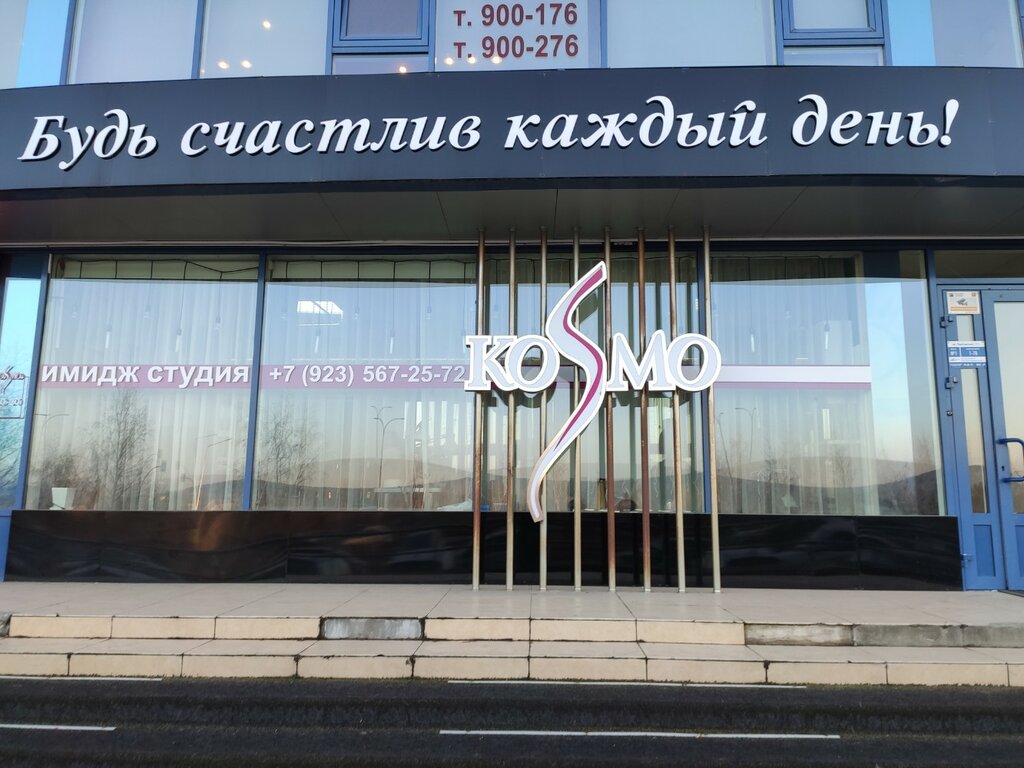 т. 900-176
т. 900-276
Будь счастлив каждый день!
имидж студия
+7 (923) 567-25-72
KOSMO